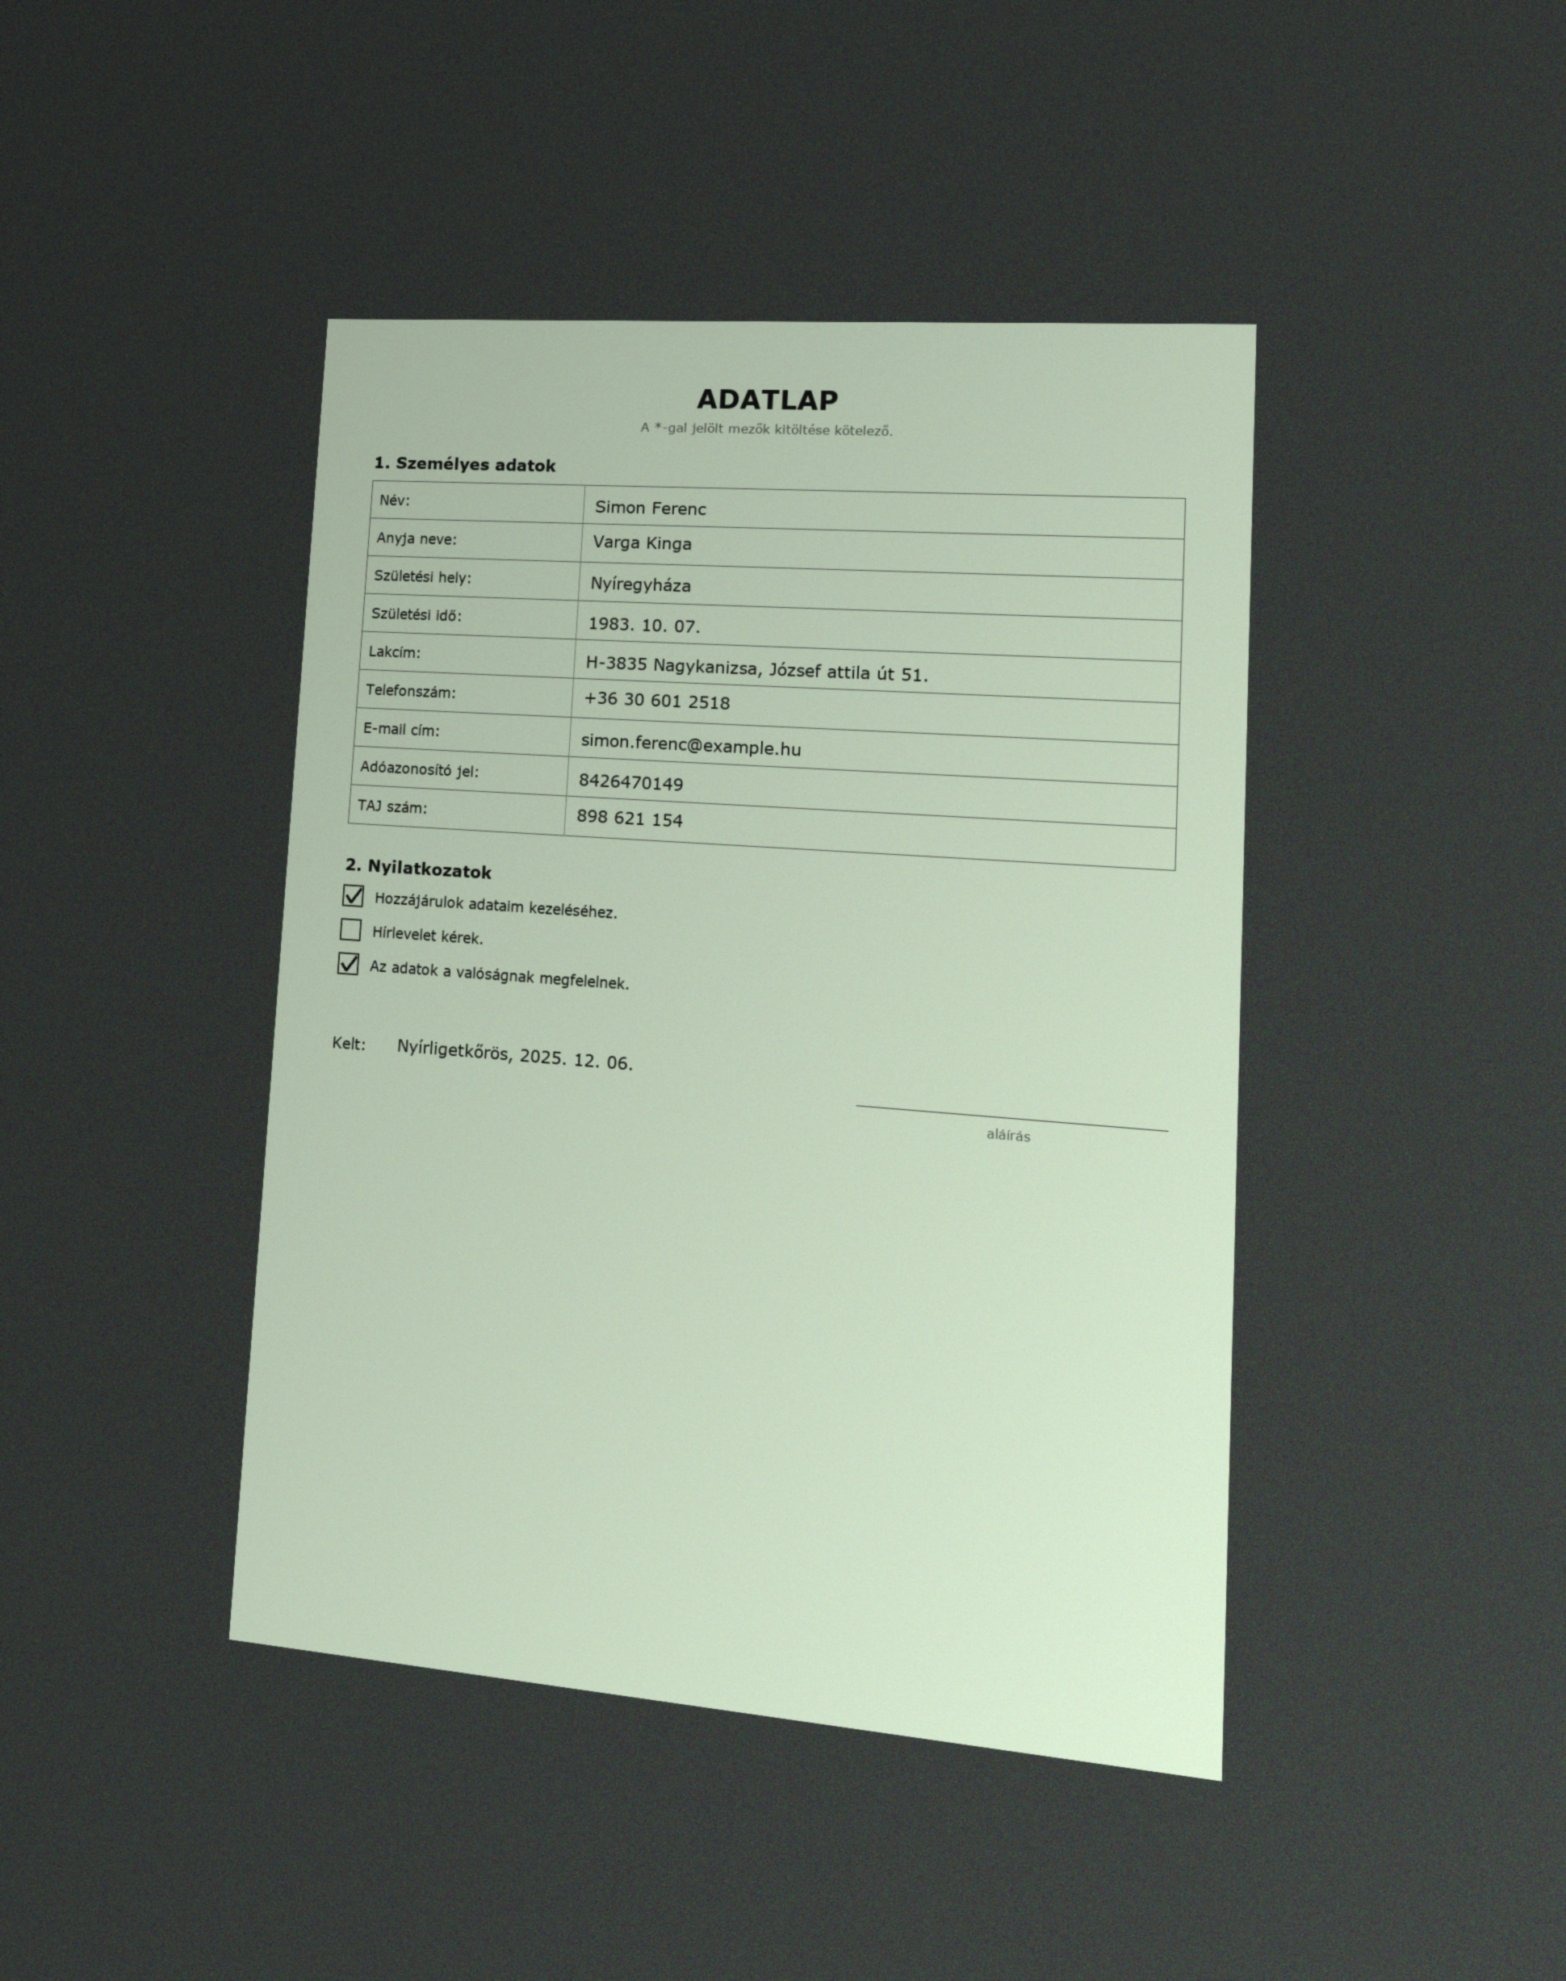 ADATLAP
A *-gal jelölt mezők kitöltése kötelező.
1. Személyes adatok
Név: Simon Ferenc
Anyja neve: Varga Kinga
Születési hely: Nyíregyháza
Születési idő: 1983. 10. 07.
Lakcím: H-3835 Nagykanizsa, József attila út 51.
Telefonszám: +36 30 601 2518
E-mail cím: simon.ferenc@example.hu
Adóazonosító jel: 8426470149
TAJ szám: 898 621 154
2. Nyilatkozatok
Hozzájárulok adataim kezeléséhez.
Hírlevelet kérek.
Az adatok a valóságnak megfelelnek.
Kelt: Nyírligetkőrös, 2025. 12. 06.
aláírás